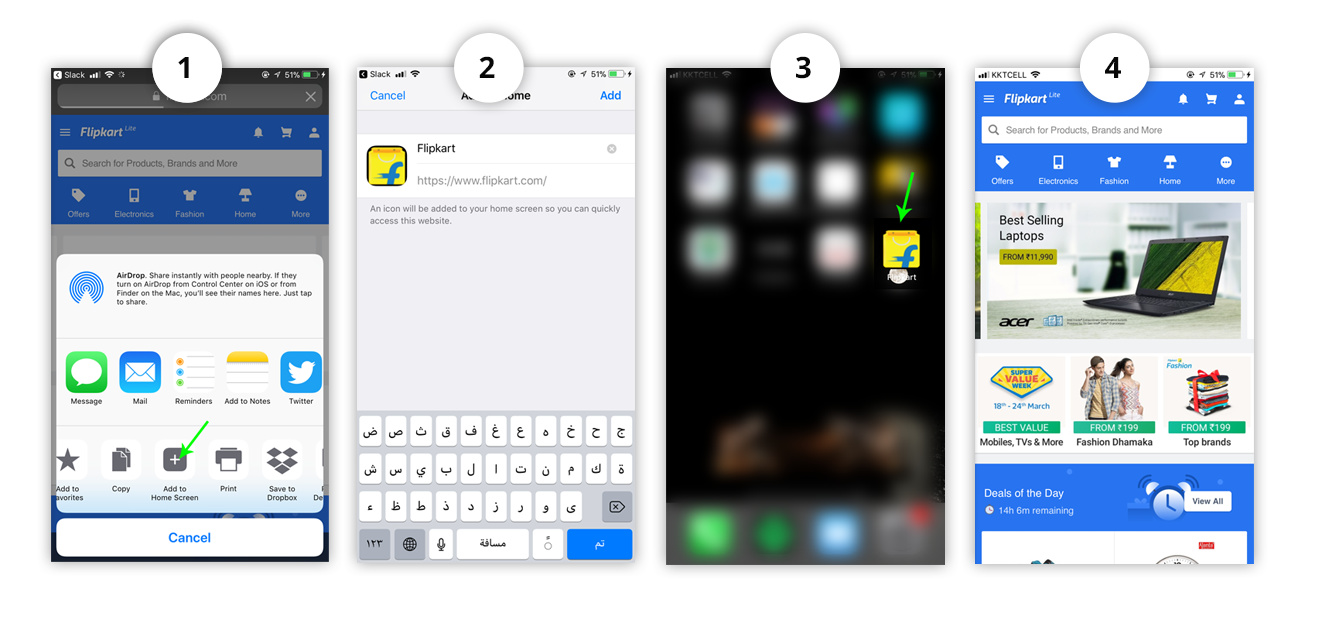 1
Slack
51%
.com
Flipkart Lite
Search for Products, Brands and More
Offers
Electronics
Fashion
Home
More
AirDrop. Share instantly with people nearby. If they
turn on AirDrop from Control Center on iOS or from
Finder on the Mac, you'll see their names here. Just tap
to share.
Message
Mail
Reminders
Add to Notes
Twitter
Add to
avorites
Copy
Add to
Home Screen
Print
Save to
Dropbox
Cancel
2
Slack
51%
Cancel
Add
Flipkart
https://www.flipkart.com/
An icon will be added to your home screen so you can quickly
access this website.
ض ص ث ق ف غ ع ه خ ح ج
ش س ي ب ل ا ت ن م ك ة
ء ظ ط ذ د ز ر و ى
١٢٣
مسافة
تم
3
KKTCELL
51%
4
KKTCELL
51%
Flipkart Lite
Search for Products, Brands and More
Offers
Electronics
Fashion
Home
More
Best Selling
Laptops
FROM ₹11,990
acer
SUPER
VALUE
WEEK
18th - 24th March
BEST VALUE
Mobiles, TVs & More
FROM ₹199
Fashion Dhamaka
Fashion
FROM ₹199
Top brands
Deals of the Day
14h 6m remaining
View All
Ajanta